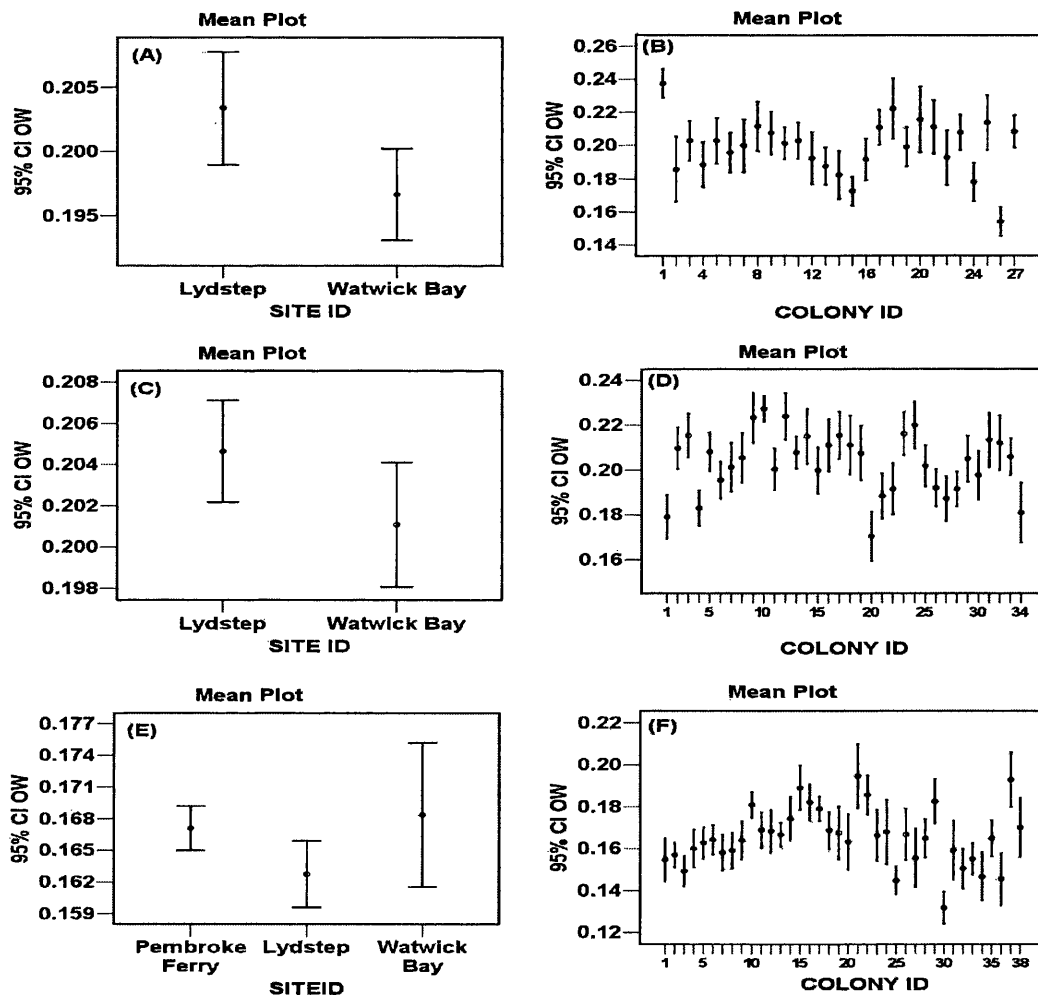 Mean Plot
(A)
95% CI OW
0.205
0.200
0.195
Lydstep Watwick Bay
SITE ID
Mean Plot
(B)
95% CI OW
0.26
0.24
0.22
0.20
0.18
0.16
0.14
1 4 8 12 16 20 24 27
COLONY ID
Mean Plot
(C)
95% CI OW
0.208
0.206
0.204
0.202
0.200
0.198
Lydstep Watwick Bay
SITE ID
Mean Plot
(D)
95% CI OW
0.24
0.22
0.20
0.18
0.16
1 5 10 15 20 25 30 34
COLONY ID
Mean Plot
(E)
95% CI OW
0.177
0.174
0.171
0.168
0.165
0.162
0.159
Pembroke Lydstep Watwick
Ferry Bay
SITEID
Mean Plot
(F)
95% CI OW
0.22
0.20
0.18
0.16
0.14
0.12
1 5 10 15 20 25 30 35 38
COLONY ID